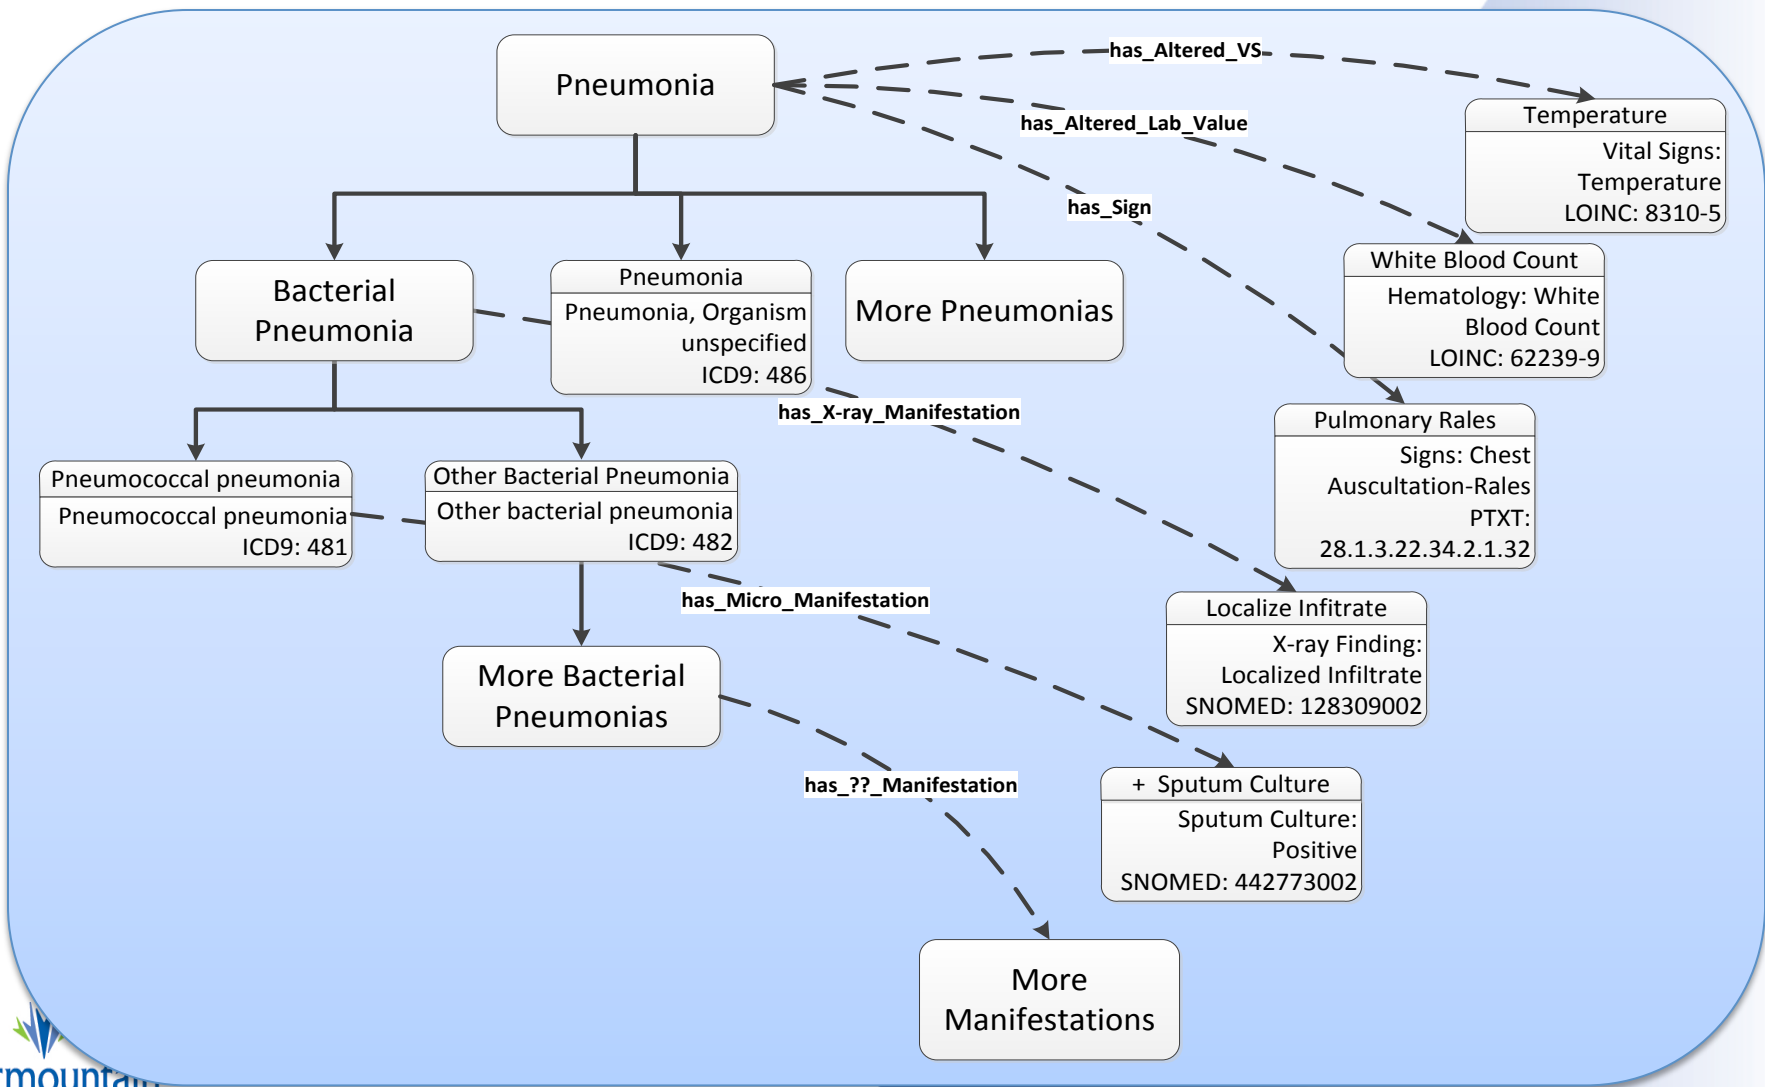 Pneumonia
has_Altered_VS
has_Altered_Lab_Value
has_Sign
Temperature
Vital Signs:
Temperature
LOINC: 8310-5
White Blood Count
Hematology: White
Blood Count
LOINC: 62239-9
Bacterial
Pneumonia
Pneumonia
Pneumonia, Organism
unspecified
ICD9: 486
More Pneumonias
has_X-ray_Manifestation
Pulmonary Rales
Signs: Chest
Auscultation-Rales
PTXT:
28.1.3.22.34.2.1.32
Pneumococcal pneumonia
Pneumococcal pneumonia
ICD9: 481
Other Bacterial Pneumonia
Other bacterial pneumonia
ICD9: 482
has_Micro_Manifestation
Localize Infitrate
X-ray Finding:
Localized Infiltrate
SNOMED: 128309002
More Bacterial
Pneumonias
has_??_Manifestation
+ Sputum Culture
Sputum Culture:
Positive
SNOMED: 442773002
More
Manifestations
rmountain